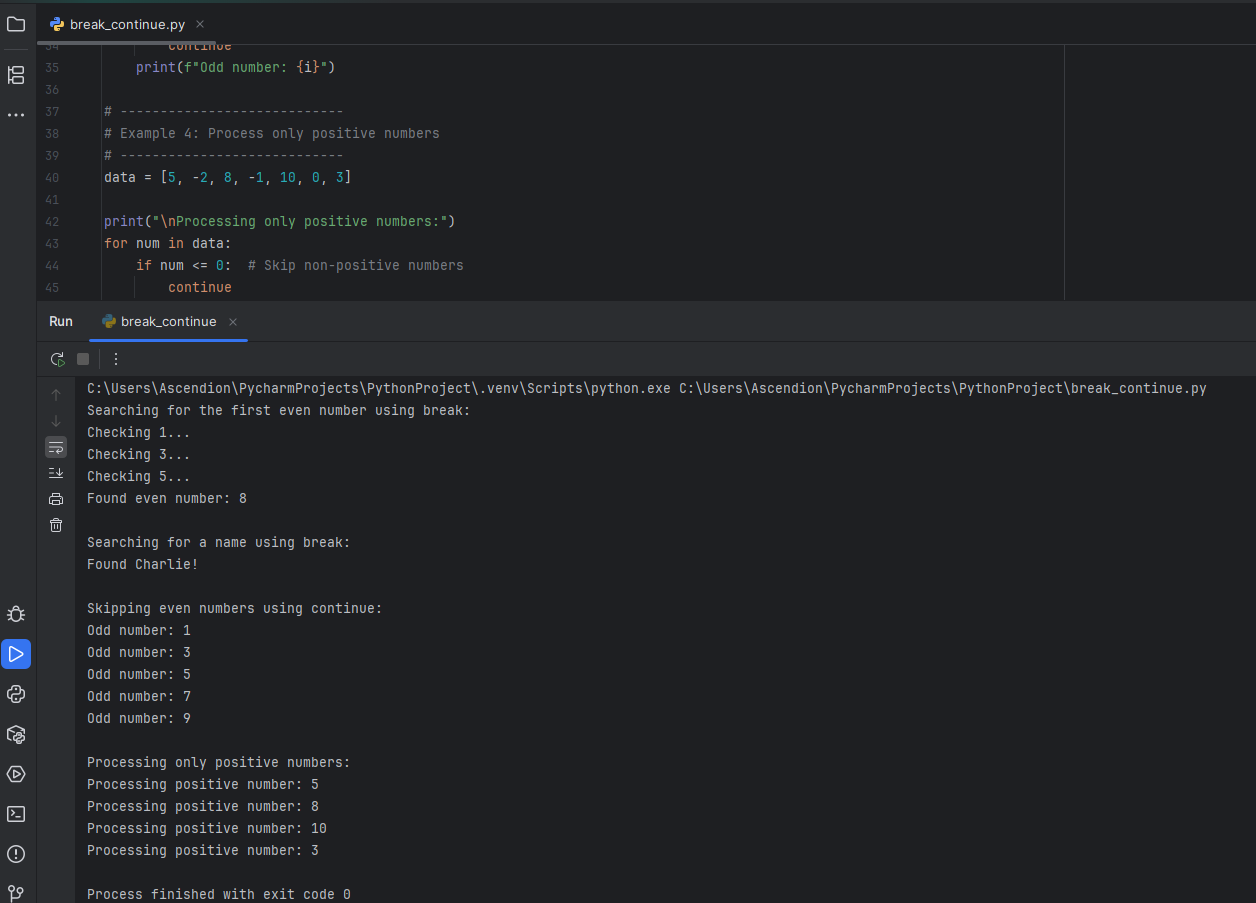 break_continue.py
34 continue
35 print(f"Odd number: {i}")
36
37 # ----------------------------
38 # Example 4: Process only positive numbers
39 # ----------------------------
40 data = [5, -2, 8, -1, 10, 0, 3]
41
42 print("\nProcessing only positive numbers:")
43 for num in data:
44 if num <= 0:  # Skip non-positive numbers
45 continue
Run break_continue
C:\Users\Ascendion\PycharmProjects\PythonProject\.venv\Scripts\python.exe C:\Users\Ascendion\PycharmProjects\PythonProject\break_continue.py
Searching for the first even number using break:
Checking 1...
Checking 3...
Checking 5...
Found even number: 8
Searching for a name using break:
Found Charlie!
Skipping even numbers using continue:
Odd number: 1
Odd number: 3
Odd number: 5
Odd number: 7
Odd number: 9
Processing only positive numbers:
Processing positive number: 5
Processing positive number: 8
Processing positive number: 10
Processing positive number: 3
Process finished with exit code 0